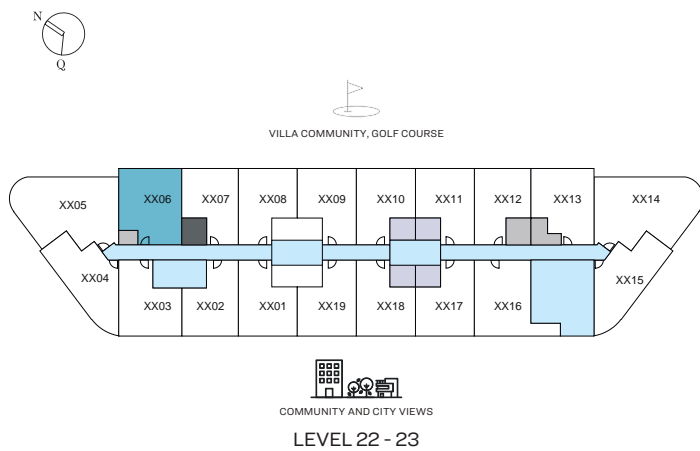 N
Q
VILLA COMMUNITY, GOLF COURSE
XX05
XX06
XX07
XX08
XX09
XX10
XX11
XX12
XX13
XX14
XX04
XX03
XX02
XX01
XX19
XX18
XX17
XX16
XX15
COMMUNITY AND CITY VIEWS
LEVEL 22 - 23